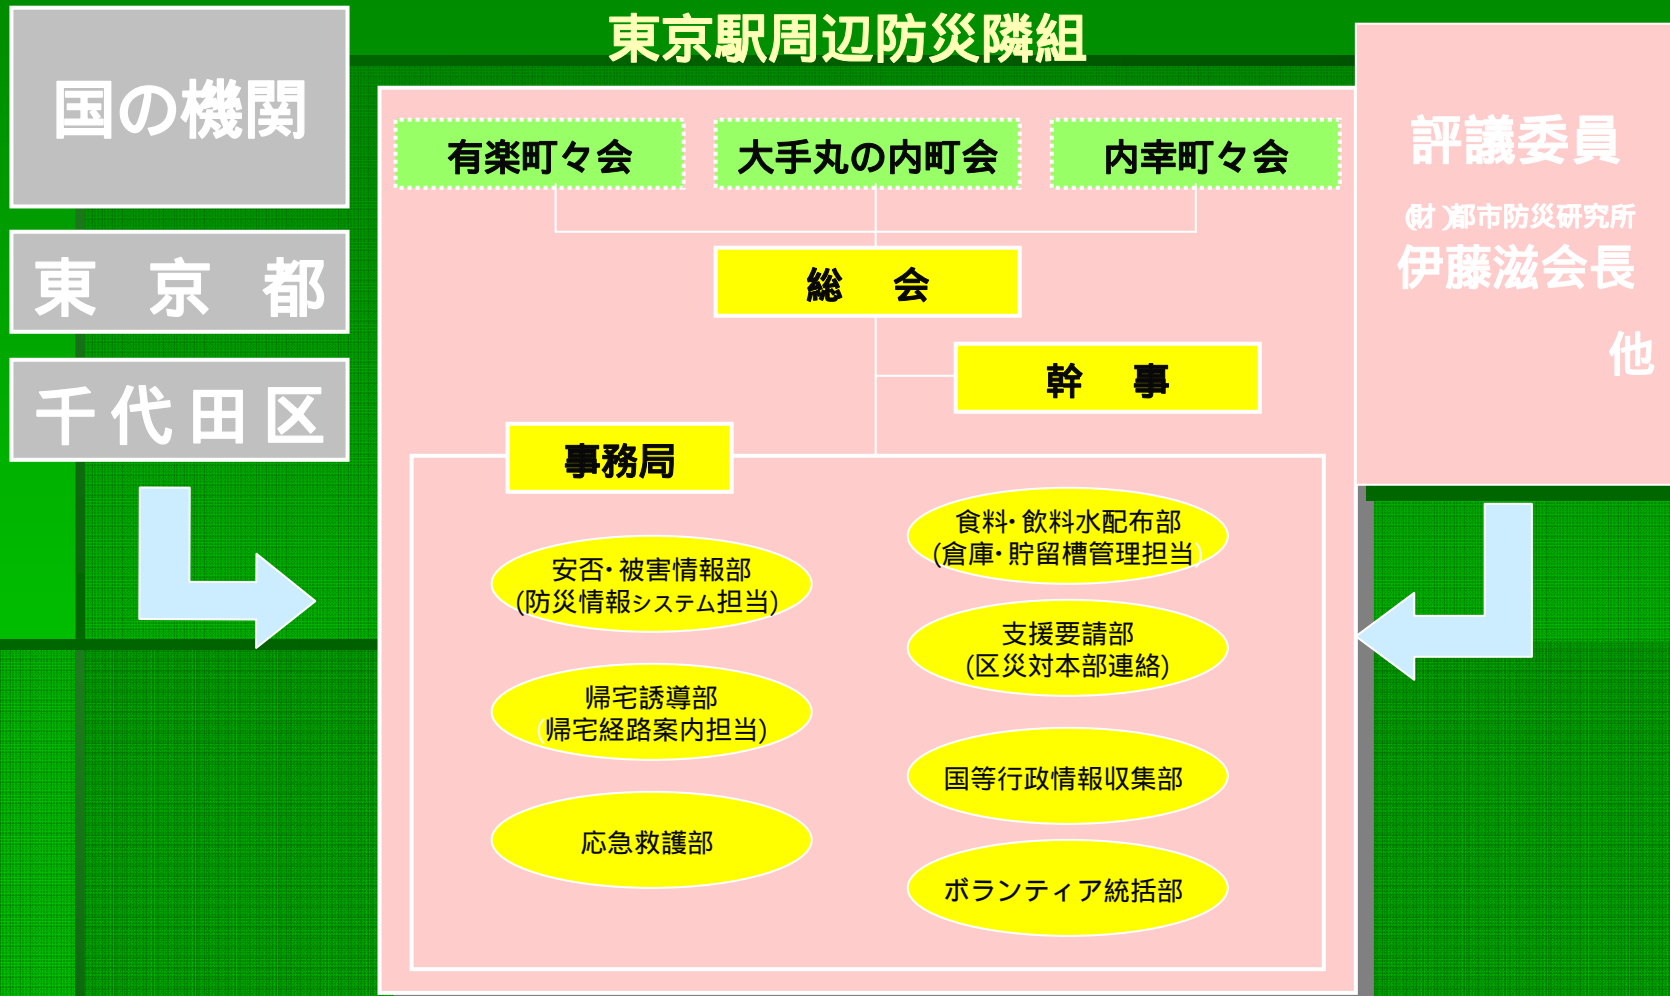 東京駅周辺防災隣組
国の機関
東 京 都
千代田区
有楽町々会
大手丸の内町会
内幸町々会
総 会
幹 事
事務局
安否・被害情報部
(防災情報システム担当)
帰宅誘導部
(帰宅経路案内担当)
応急救護部
食料・飲料水配布部
(倉庫・貯留槽管理担当)
支援要請部
(区災対本部連絡)
国等行政情報収集部
ボランティア統括部
評議委員
(財)都市防災研究所
伊藤滋会長
他